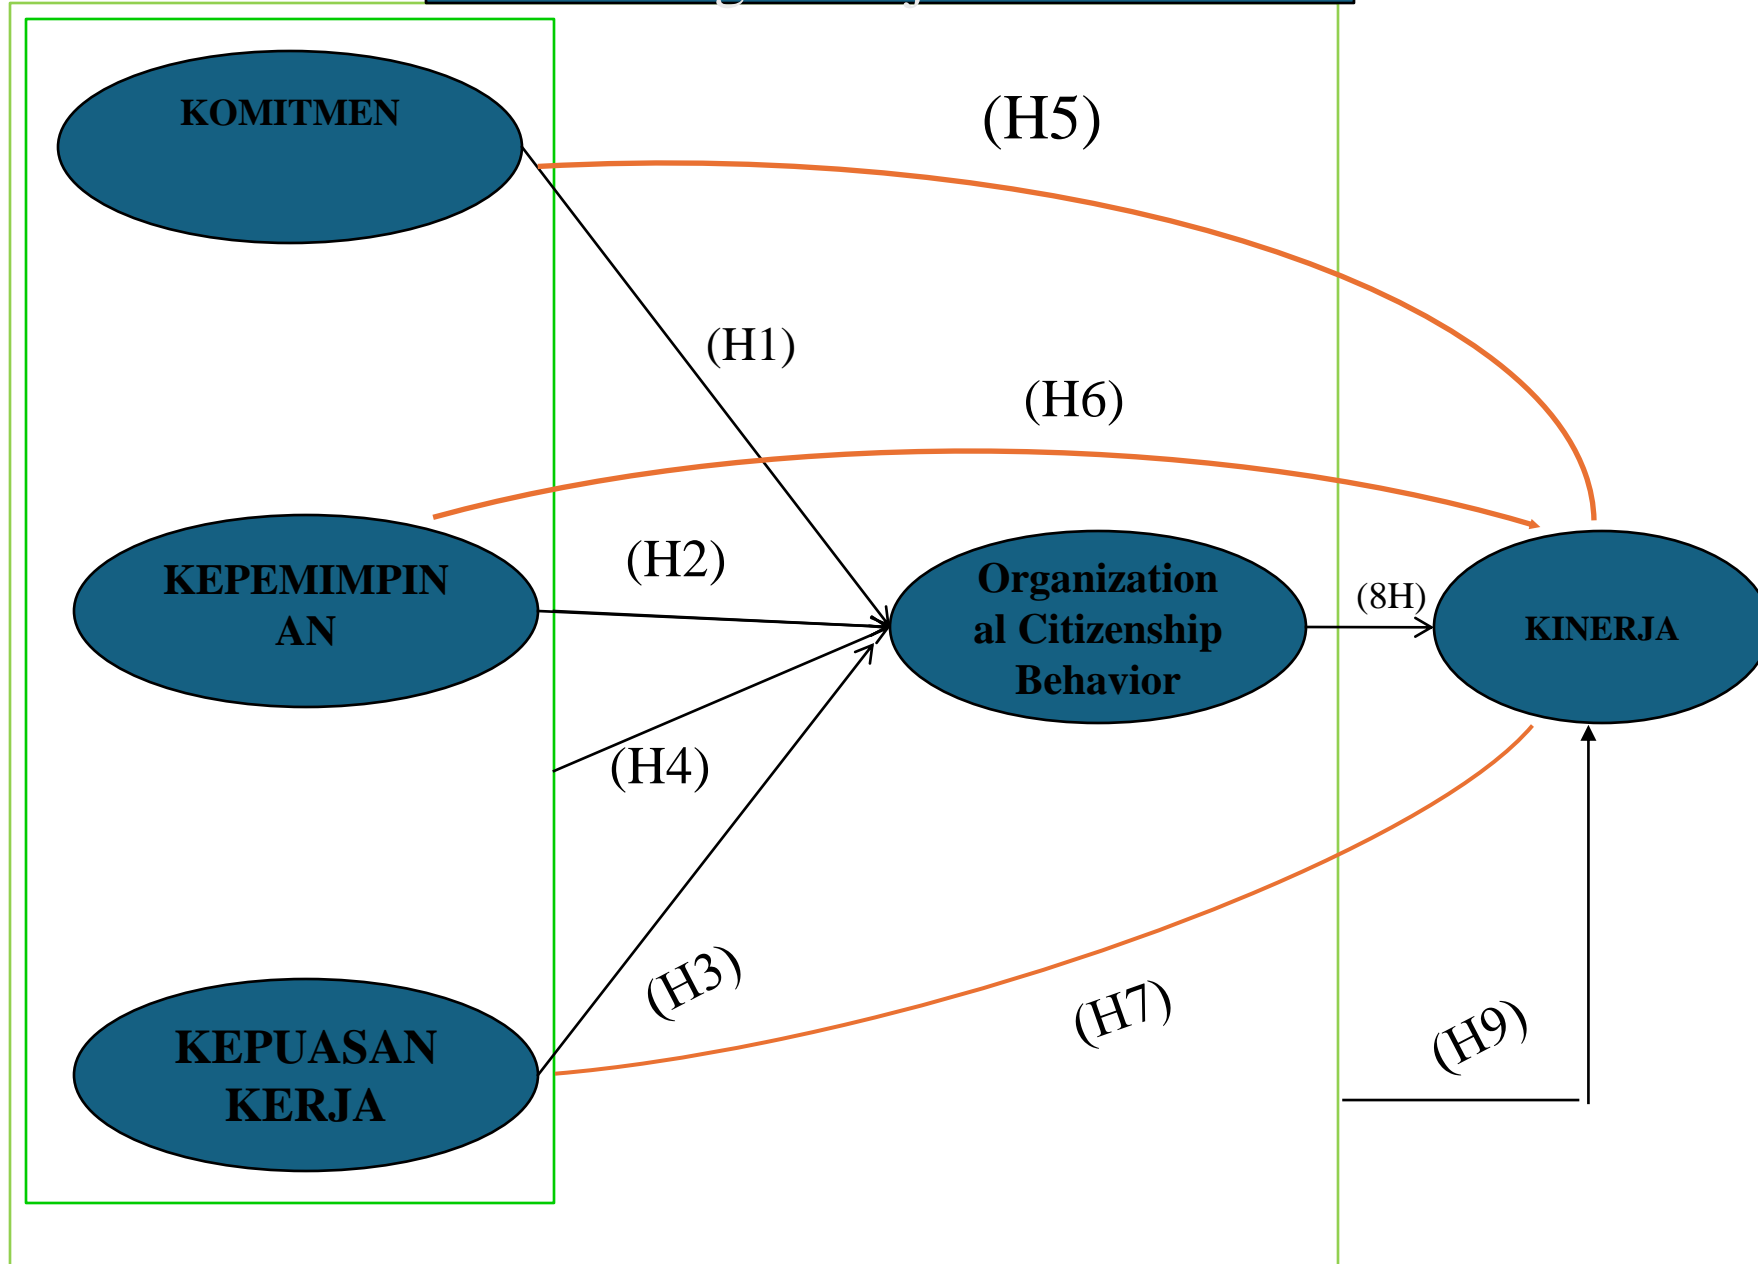 KOMITMEN
(H5)
(H1)
(H6)
(H2)
KEPEMIMPIN
AN
Organization
al Citizenship
Behavior
(8H)
KINERJA
(H4)
(H3)
(H7)
(H9)
KEPUASAN
KERJA